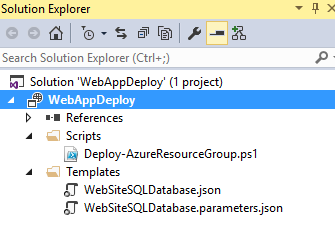 Solution Explorer
Search Solution Explorer (Ctrl+;)
Solution 'WebAppDeploy' (1 project)
WebAppDeploy
References
Scripts
Deploy-AzureResourceGroup.ps1
Templates
WebSiteSQLDatabase.json
WebSiteSQLDatabase.parameters.json